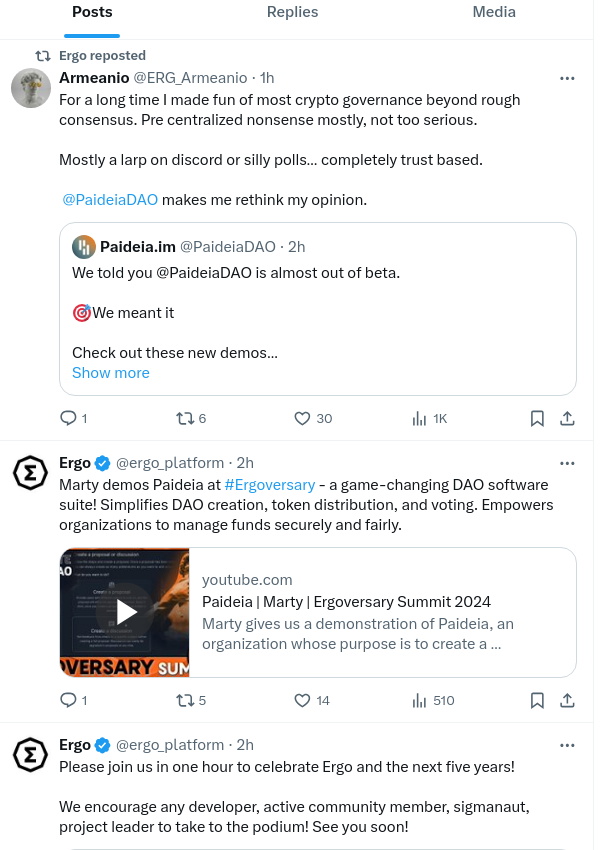 Posts Replies Media
Ergo reposted
Armeanio @ERG_Armeanio · 1h
For a long time I made fun of most crypto governance beyond rough
consensus. Pre centralized nonsense mostly, not too serious.
Mostly a larp on discord or silly polls... completely trust based.
@PaideiaDAO makes me rethink my opinion.
Paideia.im @PaideiaDAO · 2h
We told you @PaideiaDAO is almost out of beta.
🎯We meant it
Check out these new demos...
Show more
1 6 30 1K
Ergo @ergo_platform · 2h
Marty demos Paideia at #Ergoversary - a game-changing DAO software
suite! Simplifies DAO creation, token distribution, and voting. Empowers
organizations to manage funds securely and fairly.
VERSARY SUM
youtube.com
Paideia | Marty | Ergoversary Summit 2024
Marty gives us a demonstration of Paideia, an
organization whose purpose is to create a ...
1 5 14 510
Ergo @ergo_platform · 2h
Please join us in one hour to celebrate Ergo and the next five years!
We encourage any developer, active community member, sigmanaut,
project leader to take to the podium! See you soon!